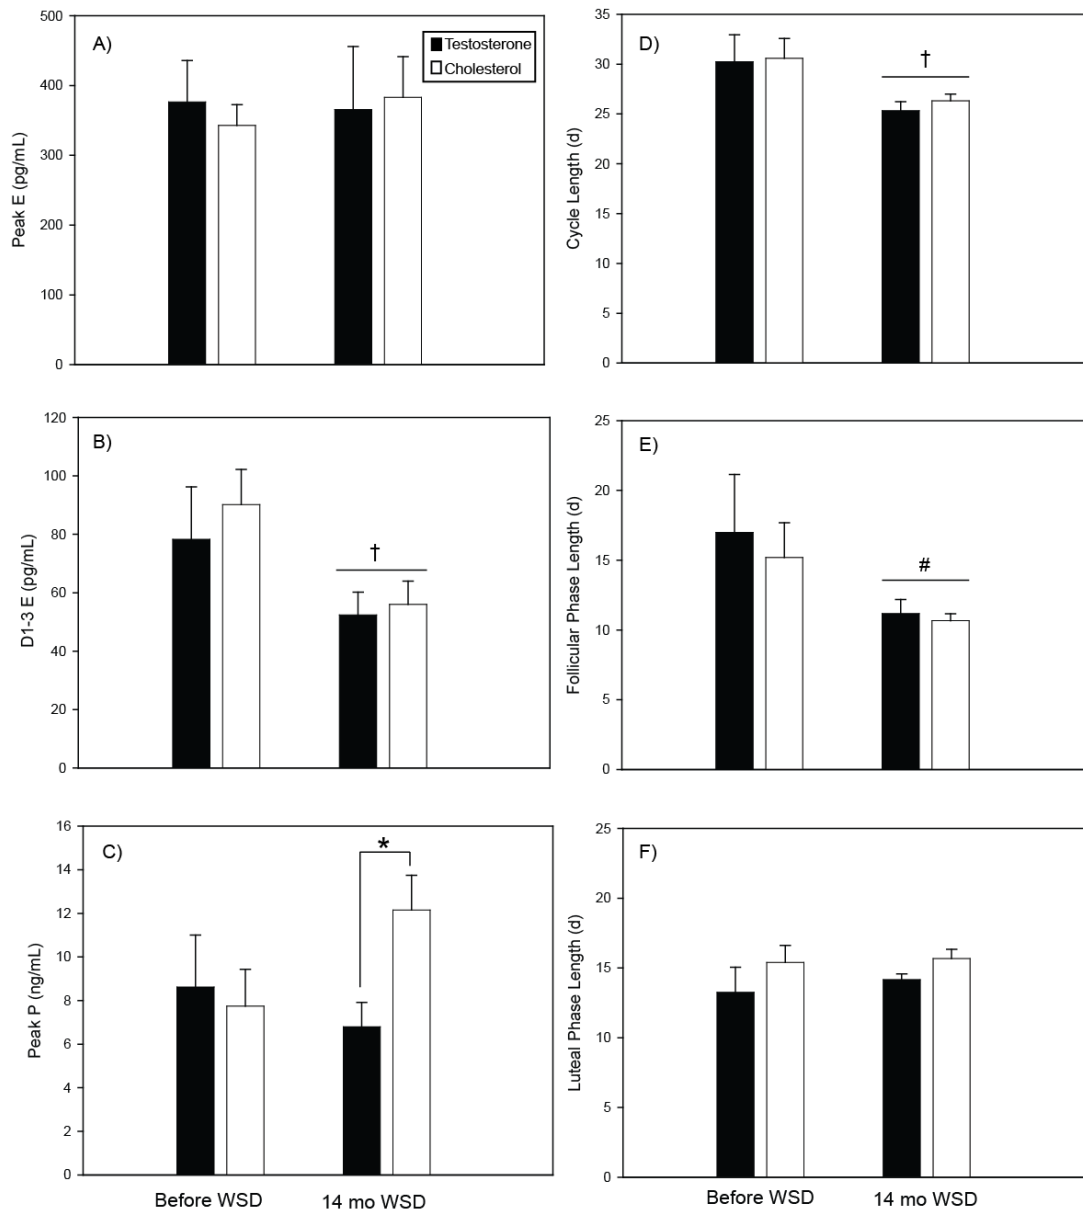 A)
Testosterone
Cholesterol
Peak E (pg/mL)
500
400
300
200
100
0
D)
†
Cycle Length (d)
35
30
25
20
15
10
5
0
B)
†
D1-3 E (pg/mL)
120
100
80
60
40
20
0
E)
#
Follicular Phase Length (d)
25
20
15
10
5
0
C)
*
Peak P (ng/mL)
16
14
12
10
8
6
4
2
0
Before WSD 14 mo WSD
F)
Luteal Phase Length (d)
25
20
15
10
5
0
Before WSD 14 mo WSD